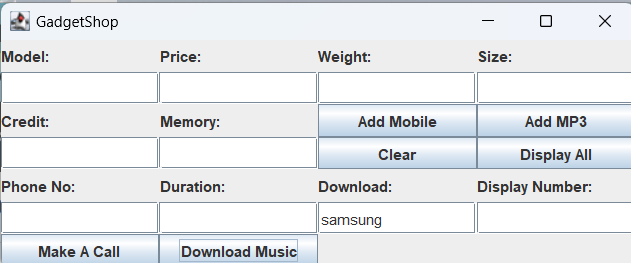 GadgetShop
Model: Price: Weight: Size:
Credit: Memory: Add Mobile Add MP3
Clear Display All
Phone No: Duration: Download: Display Number:
samsung
Make A Call Download Music